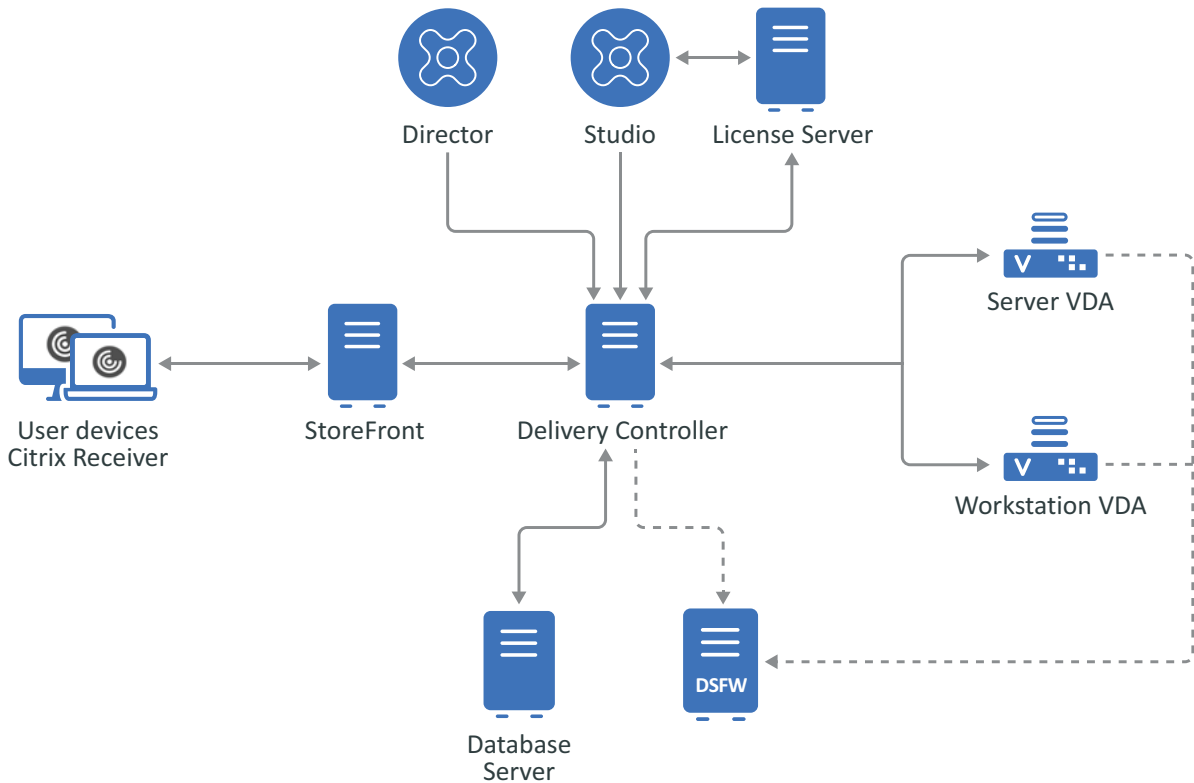 Director
Studio
License Server
Server VDA
User devices
Citrix Receiver
StoreFront
Delivery Controller
Workstation VDA
DSFW
Database
Server